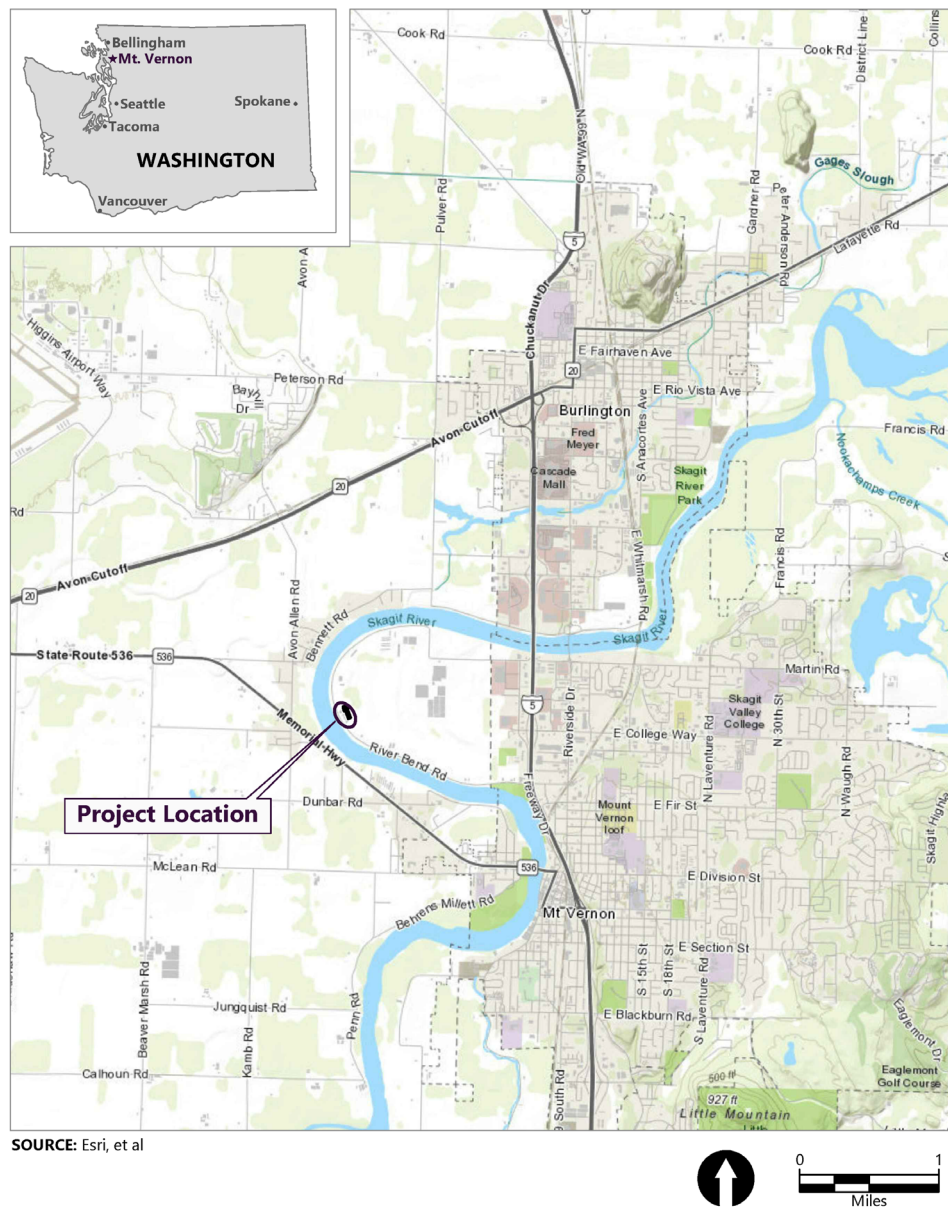 Bellingham
Mt. Vernon
Seattle
Spokane
Tacoma
WASHINGTON
Vancouver
Cook Rd
Cook Rd
District Line
Collins
Old WA-99 N
Gages Slough
Pulver Rd
Gardner Rd
Peter Anderson Rd
Lafayette Rd
Avon A
5
Higgins Airport Way
Chuckanut Dr
E Fairhaven Ave
Peterson Rd
20
Bayhill
Dr
E Rio Vista Ave
Avon Cutoff
Burlington
Fred
Meyer
S Anacortes Ave
Francis Rd
Cascade
Mall
Skagit
River
Park
Nookachamps Creek
20
Rd
E Whitmarsh Rd
Francis Rd
Avon Cutoff
20
Avon Allen Rd
Bennett Rd
Skagit River
Skagit River
State Route 536
536
Martin Rd
Skagit
Valley
College
N 30th St
5
Riverside Dr
Memorial Hwy
E College Way
N Laventure Rd
River Bend Rd
N Waugh Rd
Project Location
Dunbar Rd
Freeway Dr
Mount
Vernon
loof
E Fir St
Skagit Highla
McLean Rd
536
E Division St
Behrens Millett Rd
Mt Vernon
E Section St
S 15th St
S 18th St
S Laventure Rd
Beaver Marsh Rd
Jungquist Rd
Penn Rd
Kamb Rd
E Blackburn Rd
Eaglemont Dr
Calhoun Rd
500 ft
Eaglemont
Golf Course
South Rd
927 ft
Little Mountain
SOURCE: Esri, et al
0 1
Miles